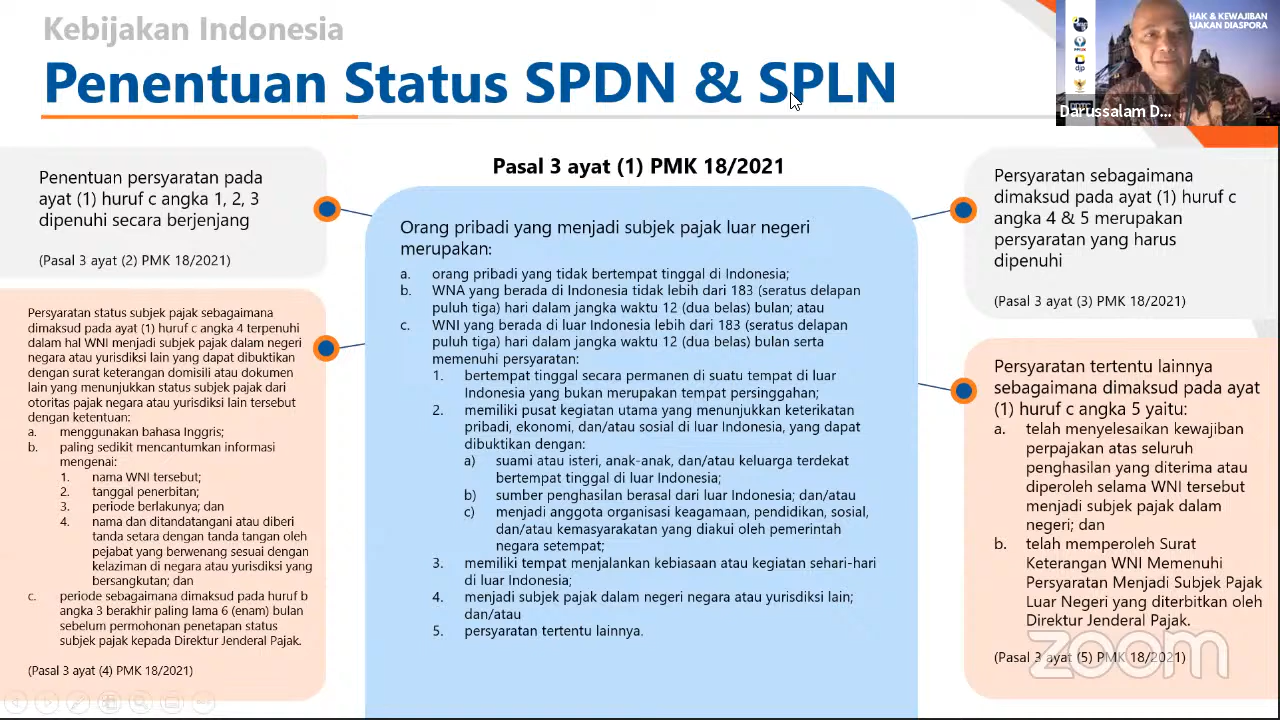 Kebijakan Indonesia
Penentuan Status SPDN & SPLN
HAK & KEWAJIBAN
AJAKAN DIASPORA
djp
Darussalam D...
Penentuan persyaratan pada
ayat (1) huruf c angka 1, 2, 3
dipenuhi secara berjenjang
(Pasal 3 ayat (2) PMK 18/2021)
Persyaratan status subjek pajak sebagaimana
dimaksud pada ayat (1) huruf c angka 4 terpenuhi
dalam hal WNI menjadi subjek pajak dalam negeri
negara atau yurisdiksi lain yang dapat dibuktikan
dengan surat keterangan domisili atau dokumen
lain yang menunjukkan status subjek pajak dari
otoritas pajak negara atau yurisdiksi lain tersebut
dengan ketentuan:
a. menggunakan bahasa Inggris;
b. paling sedikit mencantumkan informasi
mengenai:
1. nama WNI tersebut;
2. tanggal penerbitan;
3. periode berlakunya; dan
4. nama dan ditandatangani atau diberi
tanda setara dengan tanda tangan oleh
pejabat yang berwenang sesuai dengan
kelaziman di negara atau yurisdiksi yang
bersangkutan; dan
c. periode sebagaimana dimaksud pada huruf b
angka 3 berakhir paling lama 6 (enam) bulan
sebelum permohonan penetapan status
subjek pajak kepada Direktur Jenderal Pajak.
(Pasal 3 ayat (4) PMK 18/2021)
Pasal 3 ayat (1) PMK 18/2021
Orang pribadi yang menjadi subjek pajak luar negeri
merupakan:
a. orang pribadi yang tidak bertempat tinggal di Indonesia;
b. WNA yang berada di Indonesia tidak lebih dari 183 (seratus delapan
puluh tiga) hari dalam jangka waktu 12 (dua belas) bulan; atau
c. WNI yang berada di luar Indonesia lebih dari 183 (seratus delapan
puluh tiga) hari dalam jangka waktu 12 (dua belas) bulan serta
memenuhi persyaratan:
1. bertempat tinggal secara permanen di suatu tempat di luar
Indonesia yang bukan merupakan tempat persinggahan;
2. memiliki pusat kegiatan utama yang menunjukkan keterikatan
pribadi, ekonomi, dan/atau sosial di luar Indonesia, yang dapat
dibuktikan dengan:
a) suami atau isteri, anak-anak, dan/atau keluarga terdekat
bertempat tinggal di luar Indonesia;
b) sumber penghasilan berasal dari luar Indonesia; dan/atau
c) menjadi anggota organisasi keagamaan, pendidikan, sosial,
dan/atau kemasyarakatan yang diakui oleh pemerintah
negara setempat;
3. memiliki tempat menjalankan kebiasaan atau kegiatan sehari-hari
di luar Indonesia;
4. menjadi subjek pajak dalam negeri negara atau yurisdiksi lain;
dan/atau
5. persyaratan tertentu lainnya.
Persyaratan sebagaimana
dimaksud pada ayat (1) huruf c
angka 4 & 5 merupakan
persyaratan yang harus
dipenuhi
(Pasal 3 ayat (3) PMK 18/2021)
Persyaratan tertentu lainnya
sebagaimana dimaksud pada ayat
(1) huruf c angka 5 yaitu:
a. telah menyelesaikan kewajiban
perpajakan atas seluruh
penghasilan yang diterima atau
diperoleh selama WNI tersebut
menjadi subjek pajak dalam
negeri; dan
b. telah memperoleh Surat
Keterangan WNI Memenuhi
Persyaratan Menjadi Subjek Pajak
Luar Negeri yang diterbitkan oleh
Direktur Jenderal Pajak.
(Pasal 3 ayat (5) PMK 18/2021)
zoom